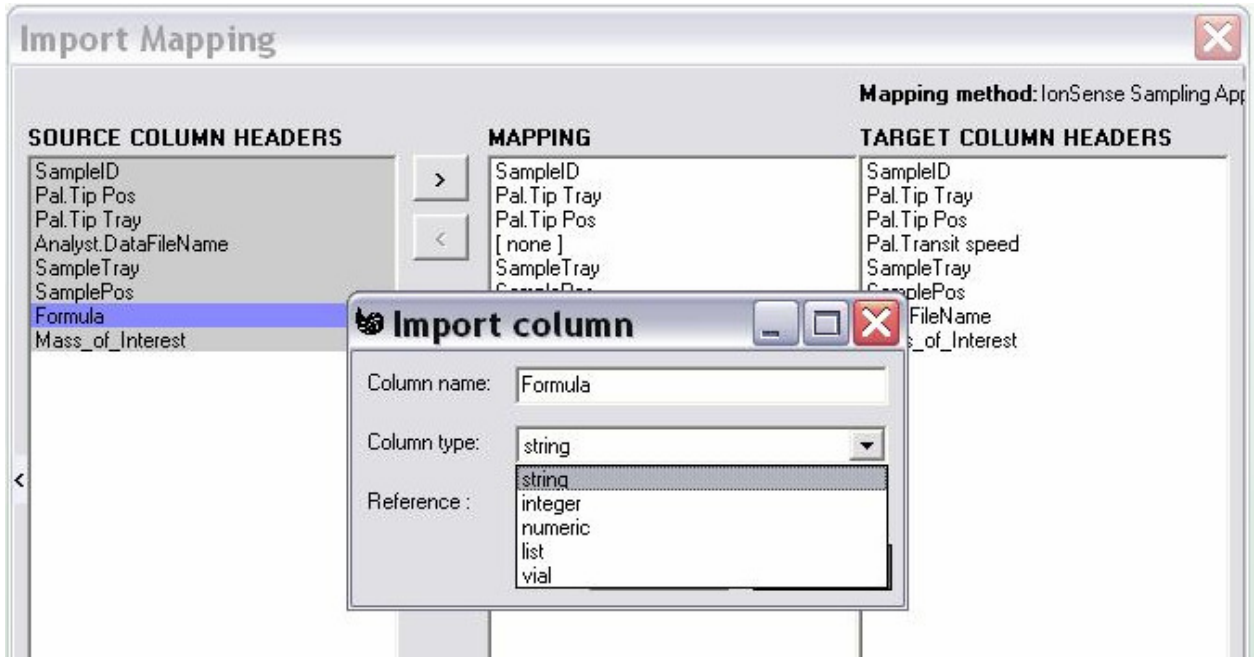 Import Mapping
Mapping method: IonSense Sampling App
SOURCE COLUMN HEADERS
SampleID
Pal.Tip Pos
Pal.Tip Tray
Analyst.DataFileName
SampleTray
SamplePos
Formula
Mass_of_Interest
>
<
MAPPING
SampleID
Pal.Tip Tray
Pal.Tip Pos
[ none ]
SampleTray
TARGET COLUMN HEADERS
SampleID
Pal.Tip Tray
Pal.Tip Pos
Pal.Transit speed
SampleTray
plePos
FileName
s_of_Interest
<
Import column
Column name: Formula
Column type: string
string
integer
numeric
list
vial
Reference :